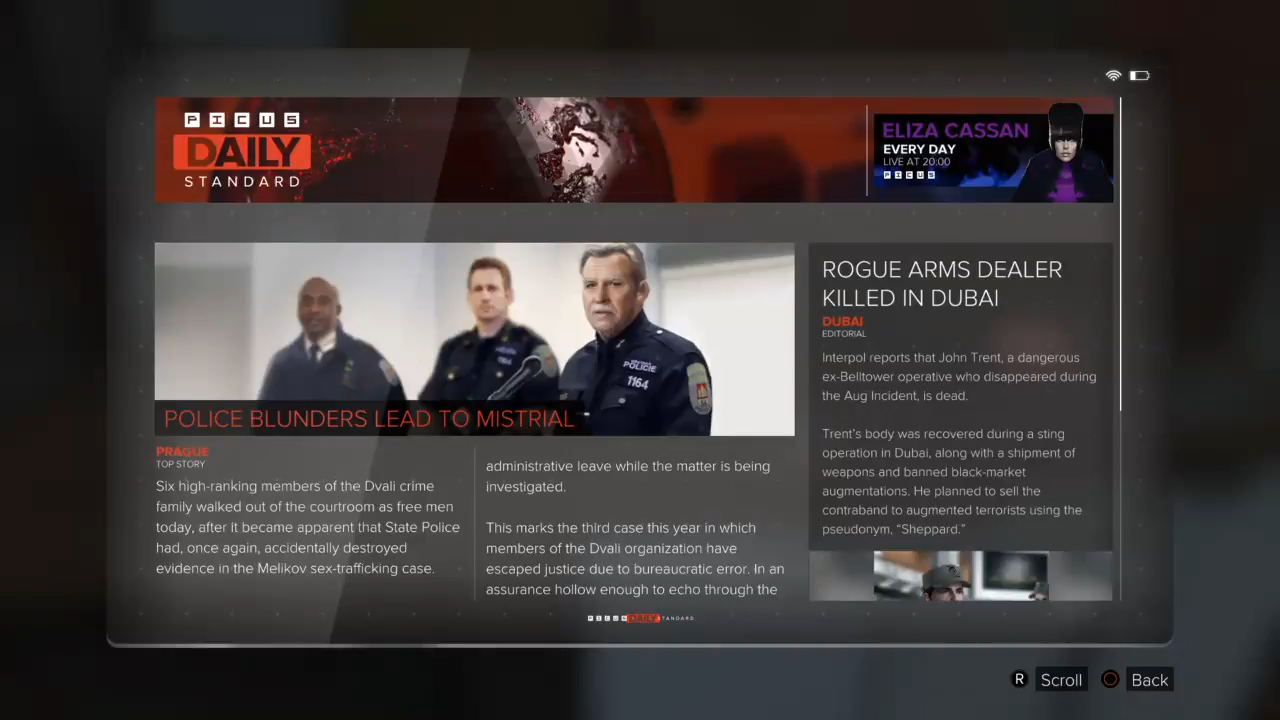 PICUS
DAILY
STANDARD
ELIZA CASSAN
EVERY DAY
LIVE AT 20:00
PICUS
POLICIE
1164
POLICE BLUNDERS LEAD TO MISTRIAL
PRAGUE
TOP STORY
Six high-ranking members of the Dvali crime
family walked out of the courtroom as free men
today, after it became apparent that State Police
had, once again, accidentally destroyed
evidence in the Melikov sex-trafficking case.
administrative leave while the matter is being
investigated.
This marks the third case this year in which
members of the Dvali organization have
escaped justice due to bureaucratic error. In an
assurance hollow enough to echo through the
ROGUE ARMS DEALER
KILLED IN DUBAI
DUBAI
EDITORIAL
Interpol reports that John Trent, a dangerous
ex-Belltower operative who disappeared during
the Aug Incident, is dead.
Trent's body was recovered during a sting
operation in Dubai, along with a shipment of
weapons and banned black-market
augmentations. He planned to sell the
contraband to augmented terrorists using the
pseudonym, “Sheppard.”
PICUS DAILY STANDARD
R Scroll
Back